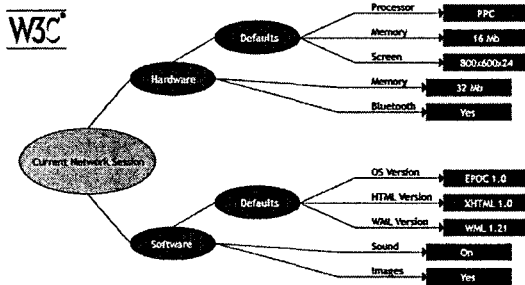 W3C
Processor
PPC
Defaults
Memory
16 Mb
Screen
800x600x24
Hardware
Memory
32 Mb
Bluetooth
Yes
Current Network Session
OS Version
EPOC 1.0
Defaults
HTML Version
XHTML 1.0
WML Version
WML 1.21
Software
Sound
On
Images
Yes